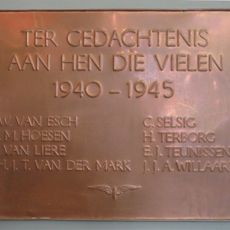 TER GEDACHTENIS
AAN HEN DIE VIELEN
1940-1945
W. VAN ESCH
M. HOEBEN
VAN LIERE
H.J.T. VAN DER MARK
C. SELSIG
H. TERBORG
E.J. TEUNISSEN
J.J.A. WILLAAR